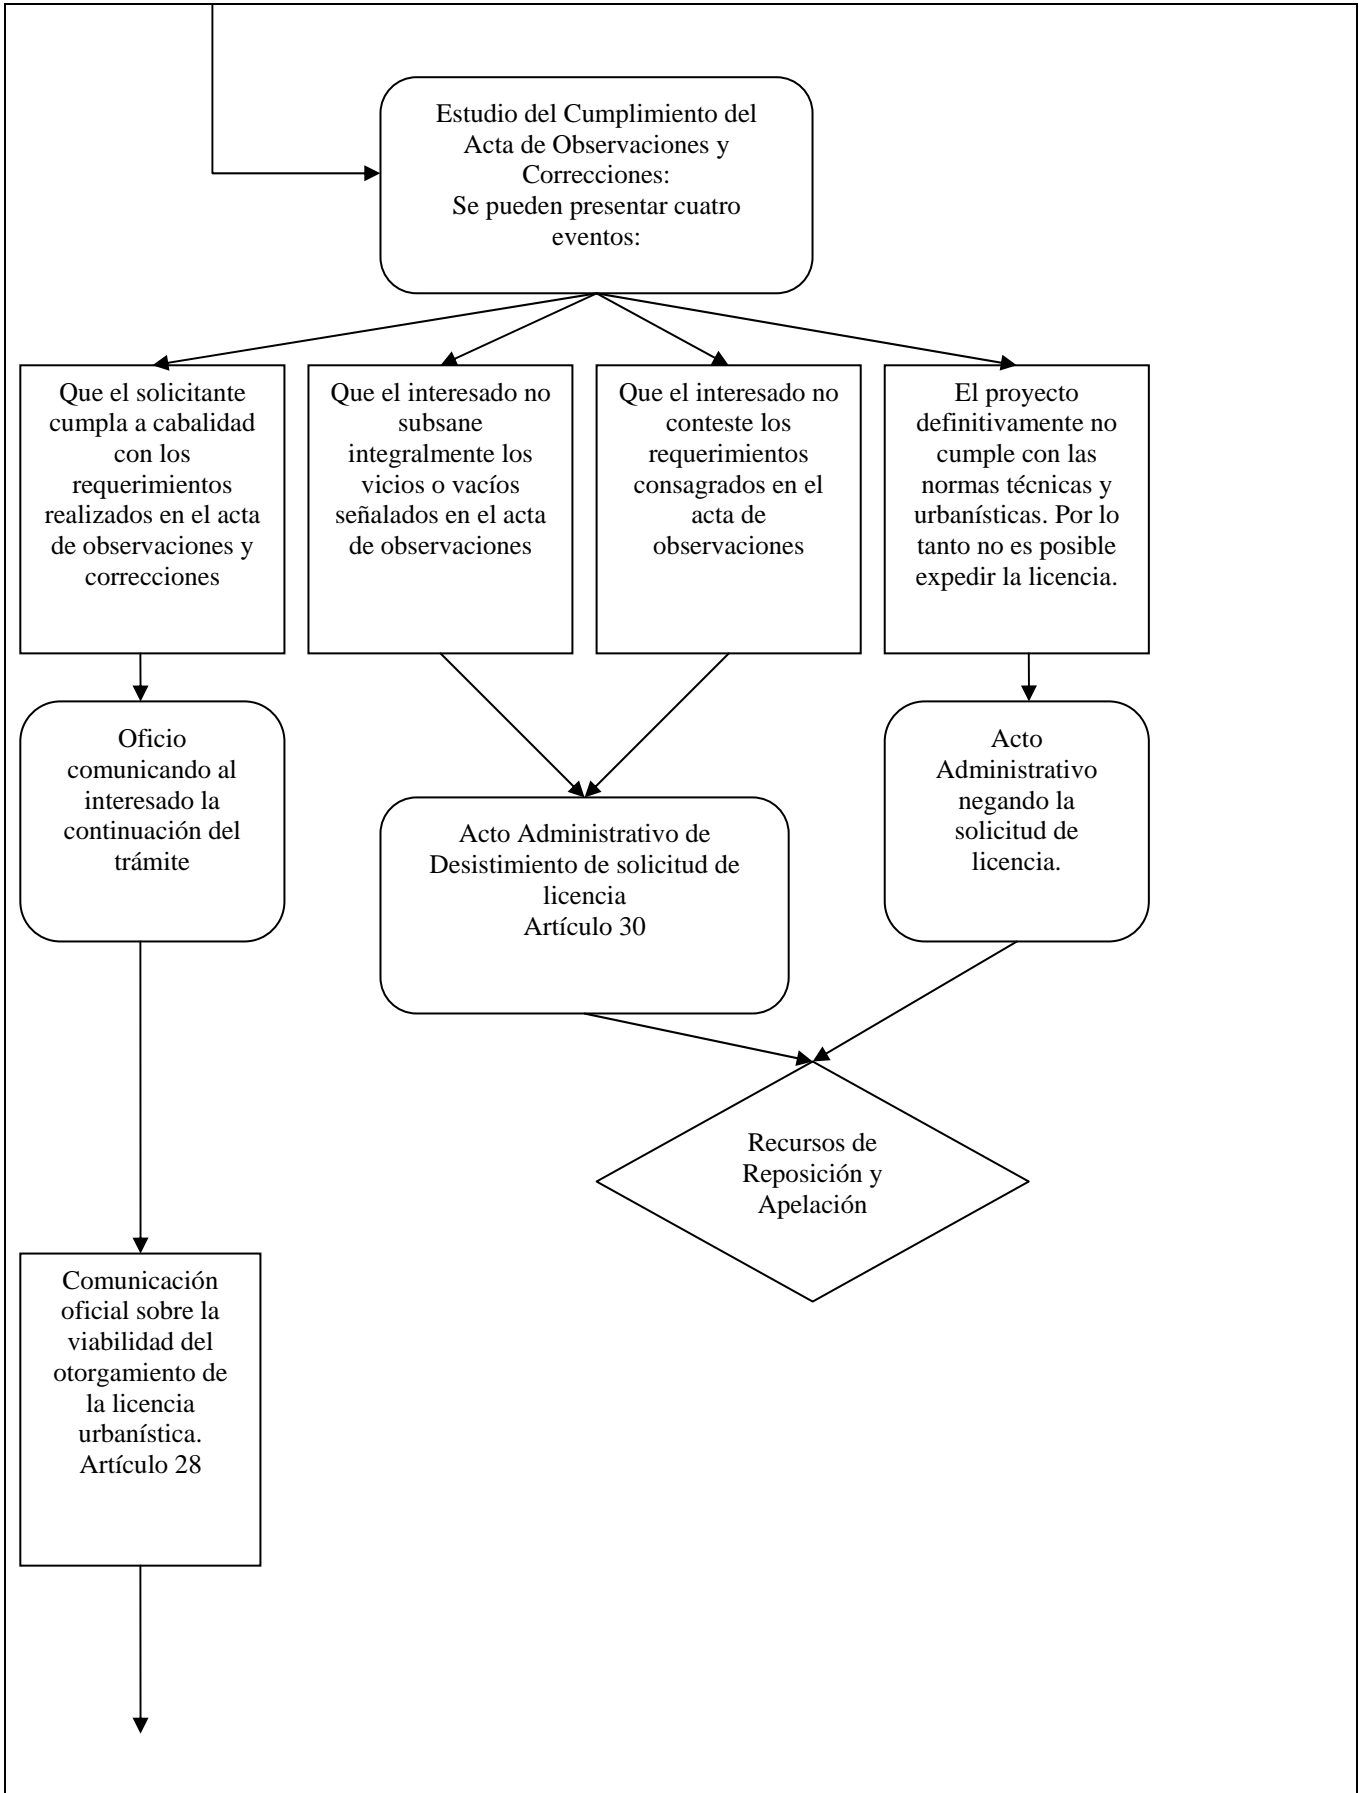 Estudio del Cumplimiento del
Acta de Observaciones y
Correcciones:
Se pueden presentar cuatro
eventos:
Que el solicitante
cumpla a cabalidad
con los
requerimientos
realizados en el acta
de observaciones y
correcciones
Que el interesado no
subsane
integralmente los
vicios o vacíos
señalados en el acta
de observaciones
Que el interesado no
conteste los
requerimientos
consagrados en el
acta de
observaciones
El proyecto
definitivamente no
cumple con las
normas técnicas y
urbanísticas. Por lo
tanto no es posible
expedir la licencia.
Oficio
comunicando al
interesado la
continuación del
trámite
Acto Administrativo de
Desistimiento de solicitud de
licencia
Artículo 30
Acto
Administrativo
negando la
solicitud de
licencia.
Recursos de
Reposición y
Apelación
Comunicación
oficial sobre la
viabilidad del
otorgamiento de
la licencia
urbanística.
Artículo 28